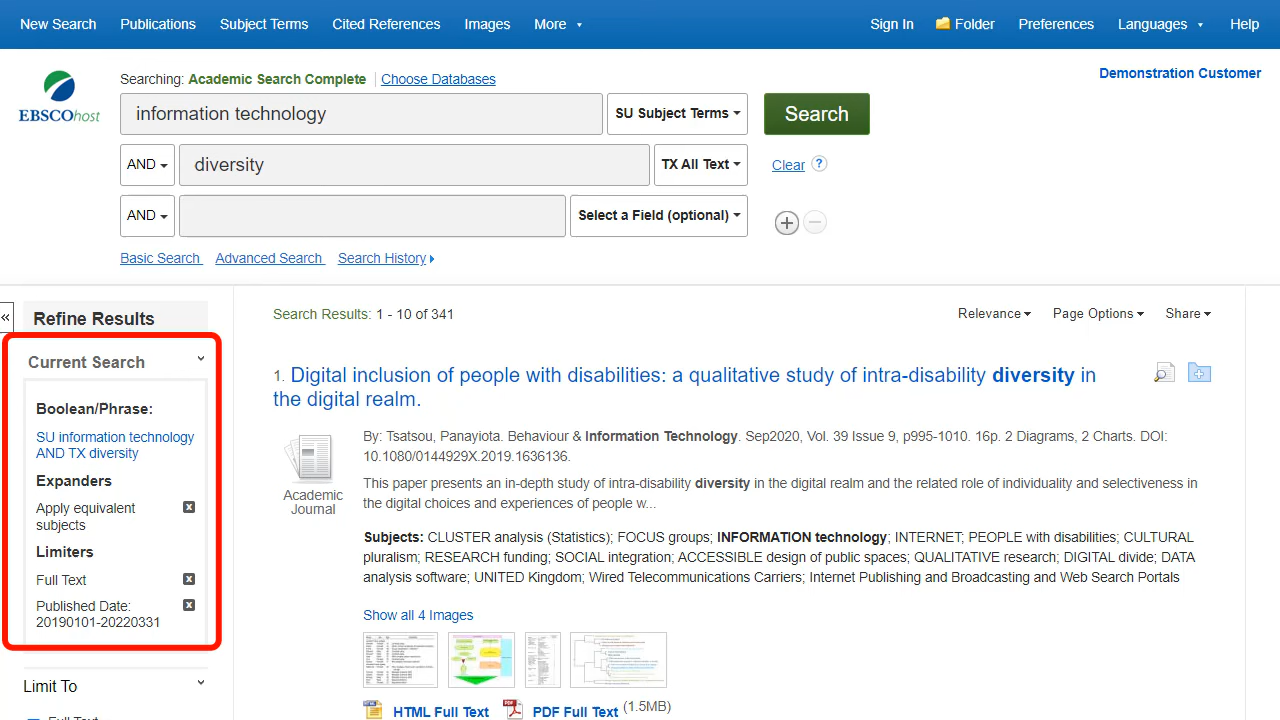 New Search Publications Subject Terms Cited References Images More Sign In Folder Preferences Languages Help
Searching: Academic Search Complete Choose Databases Demonstration Customer
EBSCOhost
information technology SU Subject Terms Search
AND diversity TX All Text Clear ?
AND Select a Field (optional)
Basic Search Advanced Search Search History
« Refine Results
Current Search
Boolean/Phrase:
SU information technology
AND TX diversity
Expanders
Apply equivalent
subjects
Limiters
Full Text
Published Date:
20190101-20220331
Limit To
Full Text
Search Results: 1 - 10 of 341 Relevance Page Options Share
1. Digital inclusion of people with disabilities: a qualitative study of intra-disability diversity in
the digital realm.
Academic
Journal
By: Tsatsou, Panayiota. Behaviour & Information Technology. Sep2020, Vol. 39 Issue 9, p995-1010. 16p. 2 Diagrams, 2 Charts. DOI:
10.1080/0144929X.2019.1636136.
This paper presents an in-depth study of intra-disability diversity in the digital realm and the related role of individuality and selectiveness in
the digital choices and experiences of people w...
Subjects: CLUSTER analysis (Statistics); FOCUS groups; INFORMATION technology; INTERNET; PEOPLE with disabilities; CULTURAL
pluralism; RESEARCH funding; SOCIAL integration; ACCESSIBLE design of public spaces; QUALITATIVE research; DIGITAL divide; DATA
analysis software; UNITED Kingdom; Wired Telecommunications Carriers; Internet Publishing and Broadcasting and Web Search Portals
Show all 4 Images
HTML Full Text PDF Full Text (1.5MB)